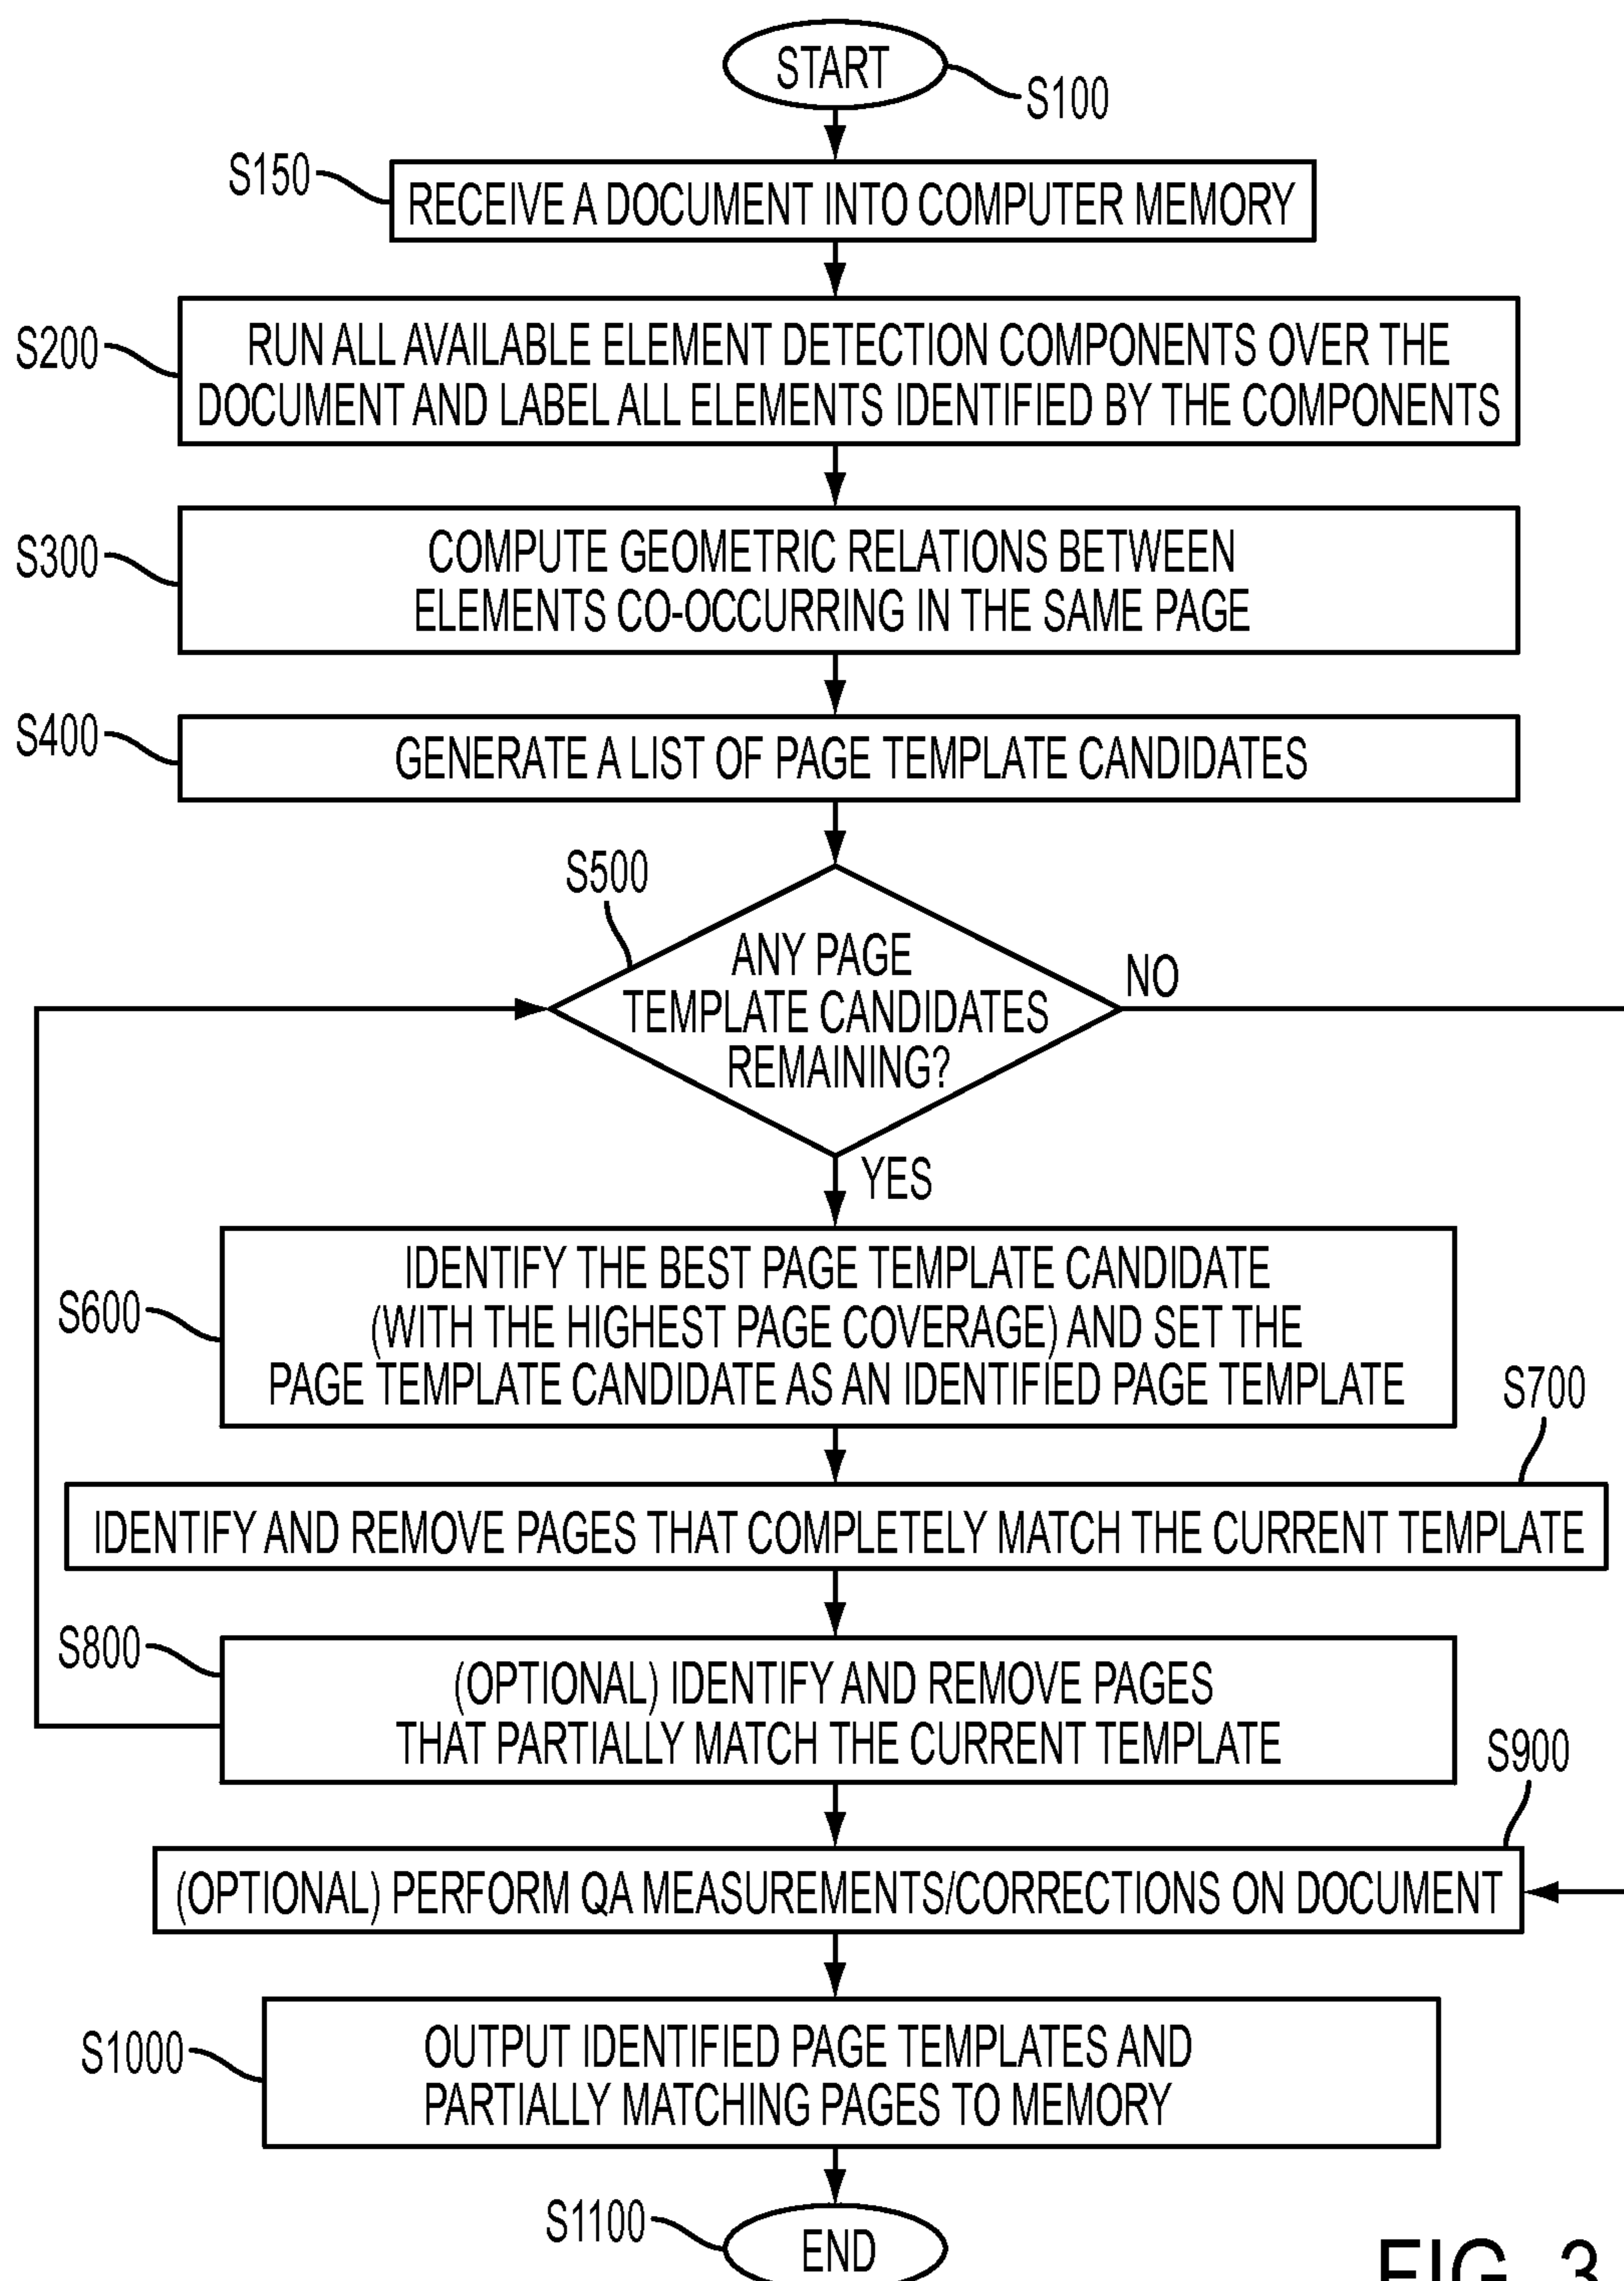 START
S100
S150
RECEIVE A DOCUMENT INTO COMPUTER MEMORY
S200
RUN ALL AVAILABLE ELEMENT DETECTION COMPONENTS OVER THE
DOCUMENT AND LABEL ALL ELEMENTS IDENTIFIED BY THE COMPONENTS
S300
COMPUTE GEOMETRIC RELATIONS BETWEEN
ELEMENTS CO-OCCURRING IN THE SAME PAGE
S400
GENERATE A LIST OF PAGE TEMPLATE CANDIDATES
S500
ANY PAGE
TEMPLATE CANDIDATES
REMAINING?
NO
YES
S600
IDENTIFY THE BEST PAGE TEMPLATE CANDIDATE
(WITH THE HIGHEST PAGE COVERAGE) AND SET THE
PAGE TEMPLATE CANDIDATE AS AN IDENTIFIED PAGE TEMPLATE
S700
IDENTIFY AND REMOVE PAGES THAT COMPLETELY MATCH THE CURRENT TEMPLATE
S800
(OPTIONAL) IDENTIFY AND REMOVE PAGES
THAT PARTIALLY MATCH THE CURRENT TEMPLATE
S900
(OPTIONAL) PERFORM QA MEASUREMENTS/CORRECTIONS ON DOCUMENT
S1000
OUTPUT IDENTIFIED PAGE TEMPLATES AND
PARTIALLY MATCHING PAGES TO MEMORY
S1100
END
FIG. 3